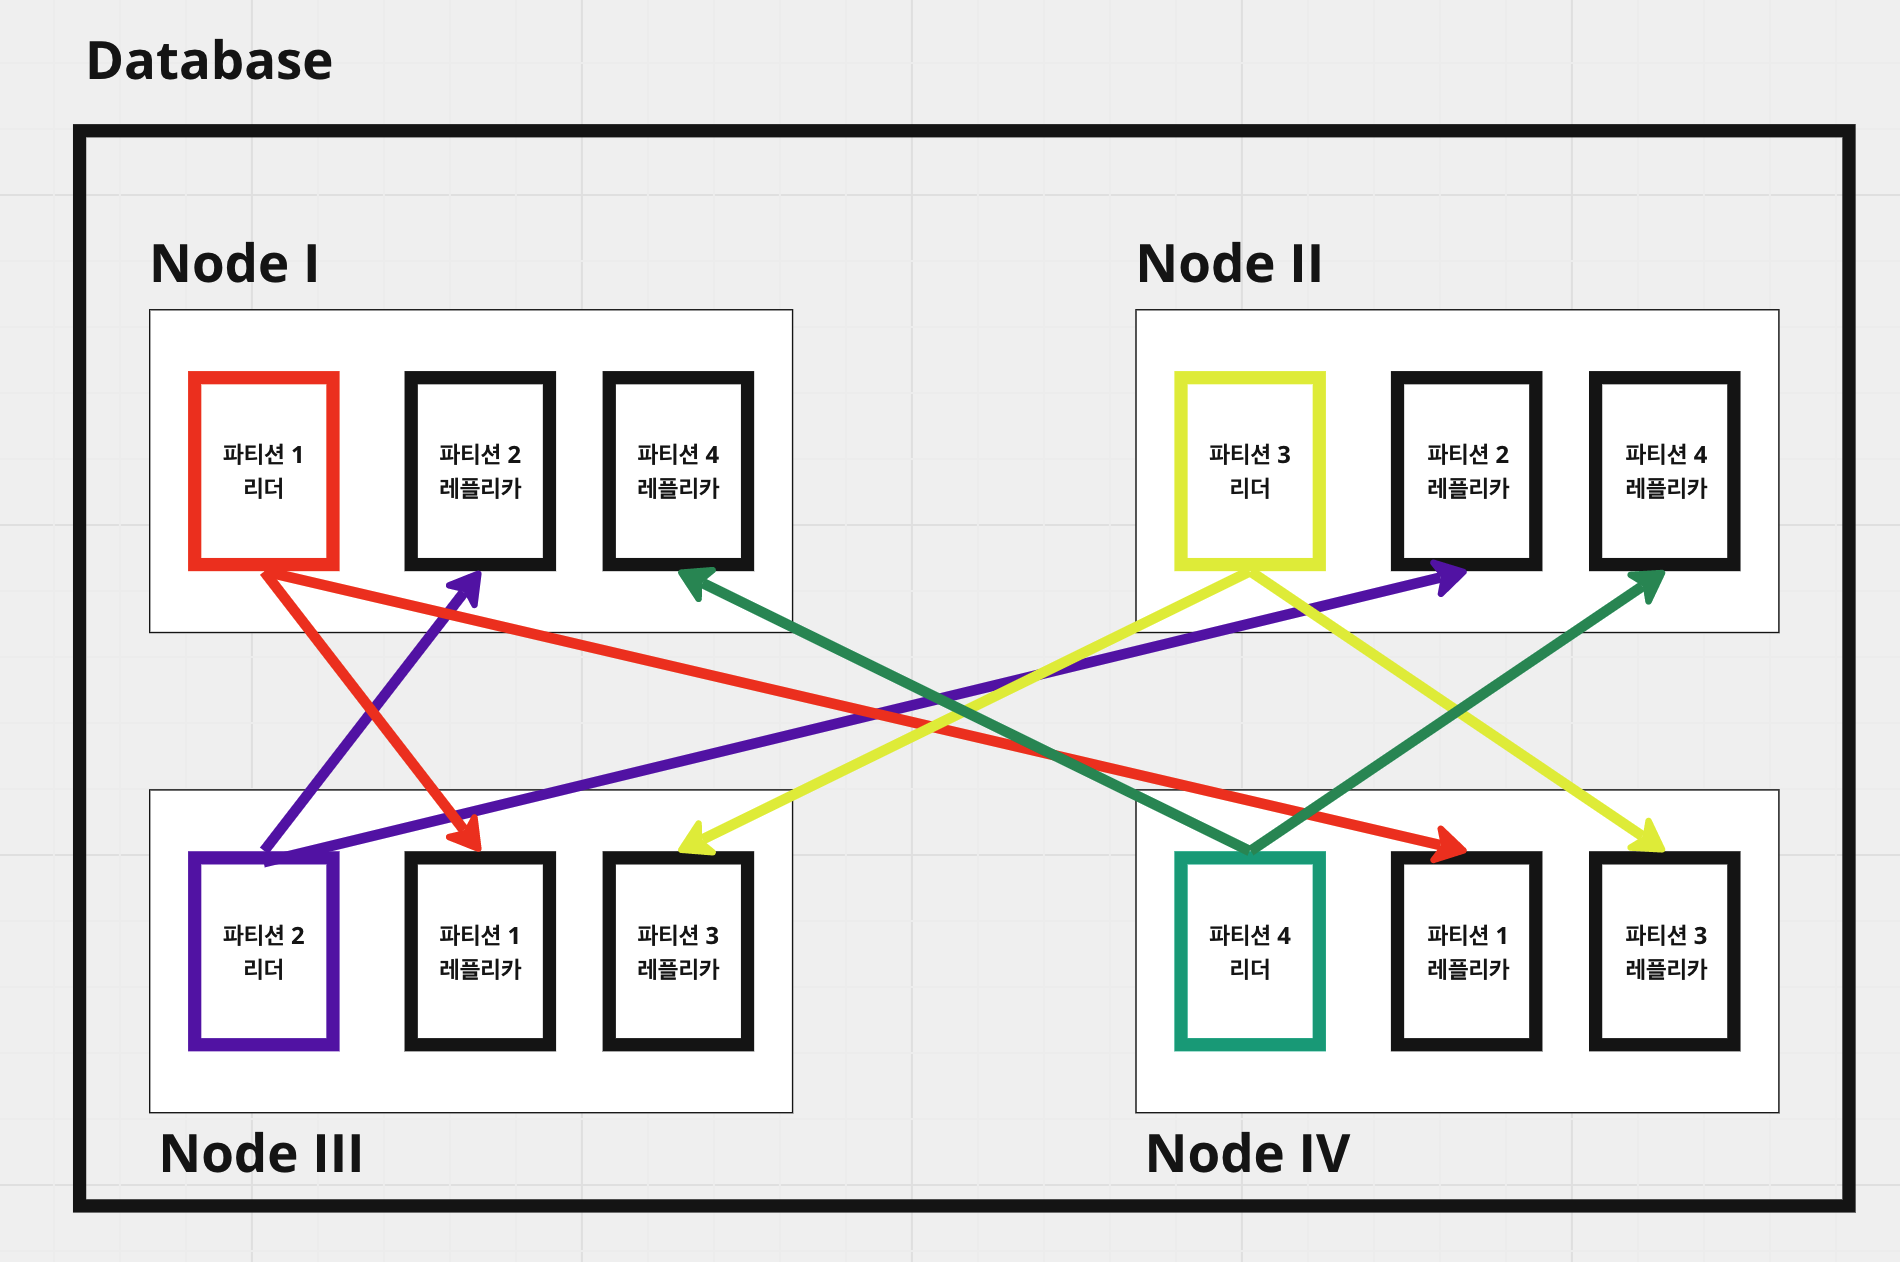 Database
Node I
파티션 1
리더
파티션 2
레플리카
파티션 4
레플리카
Node II
파티션 3
리더
파티션 2
레플리카
파티션 4
레플리카
파티션 2
리더
파티션 1
레플리카
파티션 3
레플리카
Node III
파티션 4
리더
파티션 1
레플리카
파티션 3
레플리카
Node IV